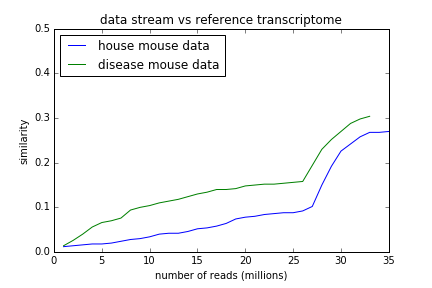 data stream vs reference transcriptome
0.5
0.4
0.3
0.2
0.1
0.0
similarity
house mouse data
disease mouse data
0 5 10 15 20 25 30 35
number of reads (millions)